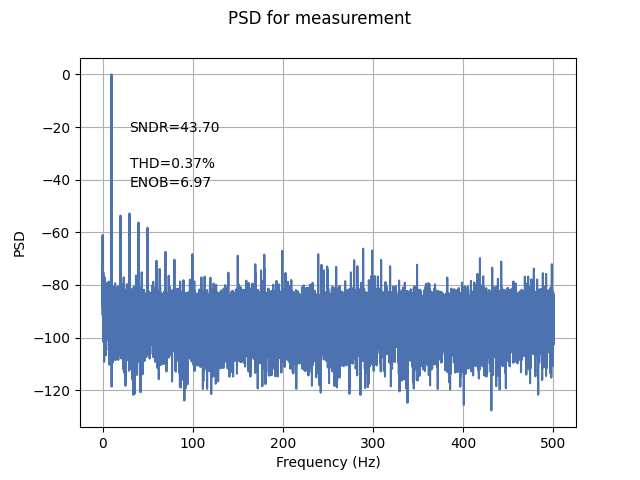 PSD for measurement
0
−20
−40
−60
−80
−100
−120
PSD
SNDR=43.70
THD=0.37%
ENOB=6.97
0 100 200 300 400 500
Frequency (Hz)